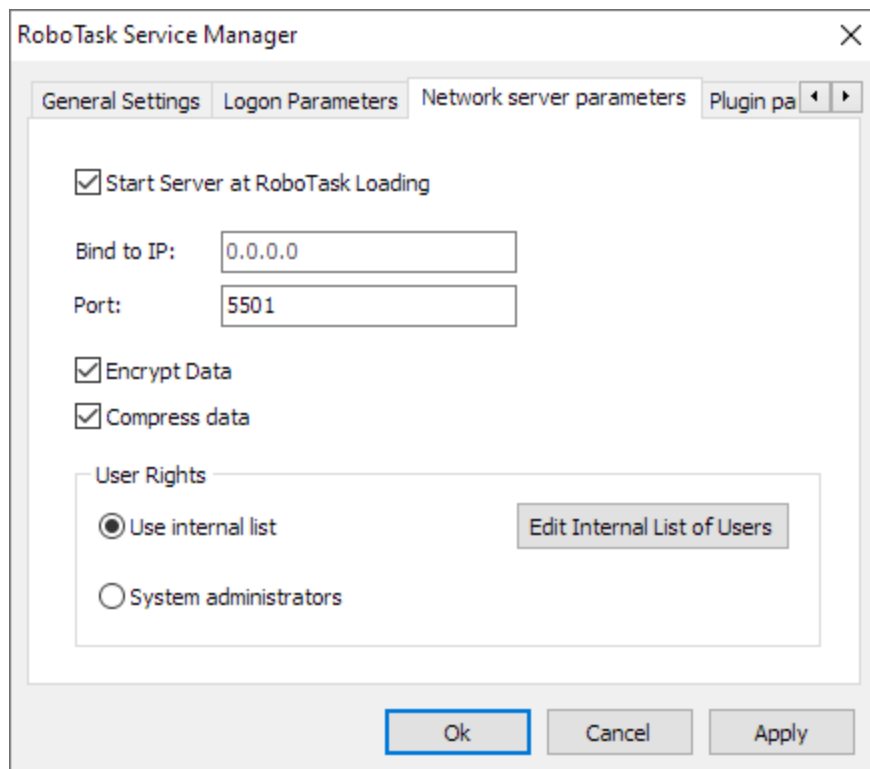 RoboTask Service Manager
General Settings Logon Parameters Network server parameters Plugin pa
Start Server at RoboTask Loading
Bind to IP: 0.0.0.0
Port: 5501
Encrypt Data
Compress data
User Rights
Use internal list Edit Internal List of Users
System administrators
Ok Cancel Apply